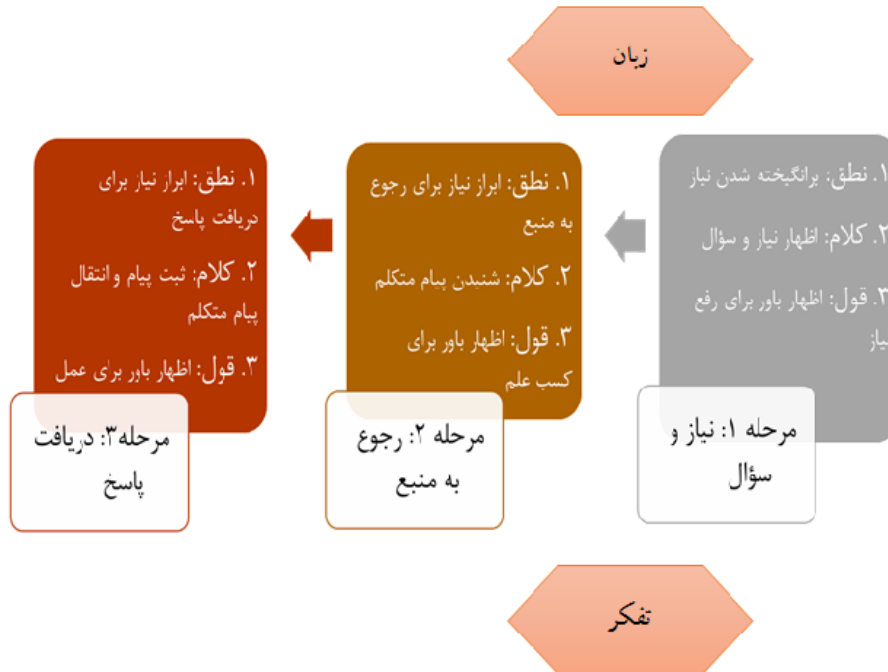 زبان
۱. نطق: برانگیخته شدن نیاز
۲. کلام: اظهار نیاز و سؤال
۳. قول: اظهار باور برای رفع
نیاز
مرحله ۱: نیاز و
سؤال
۱. نطق: ابراز نیاز برای رجوع
به منبع
۲. کلام: شنیدن پیام متکلم
۳. قول: اظهار باور برای
کسب علم
مرحله ۲: رجوع
به منبع
۱. نطق: ابراز نیاز برای
دریافت پاسخ
۲. کلام: ثبت پیام و انتقال
پیام متکلم
۳. قول: اظهار باور برای عمل
مرحله۳: دریافت
پاسخ
تفکر